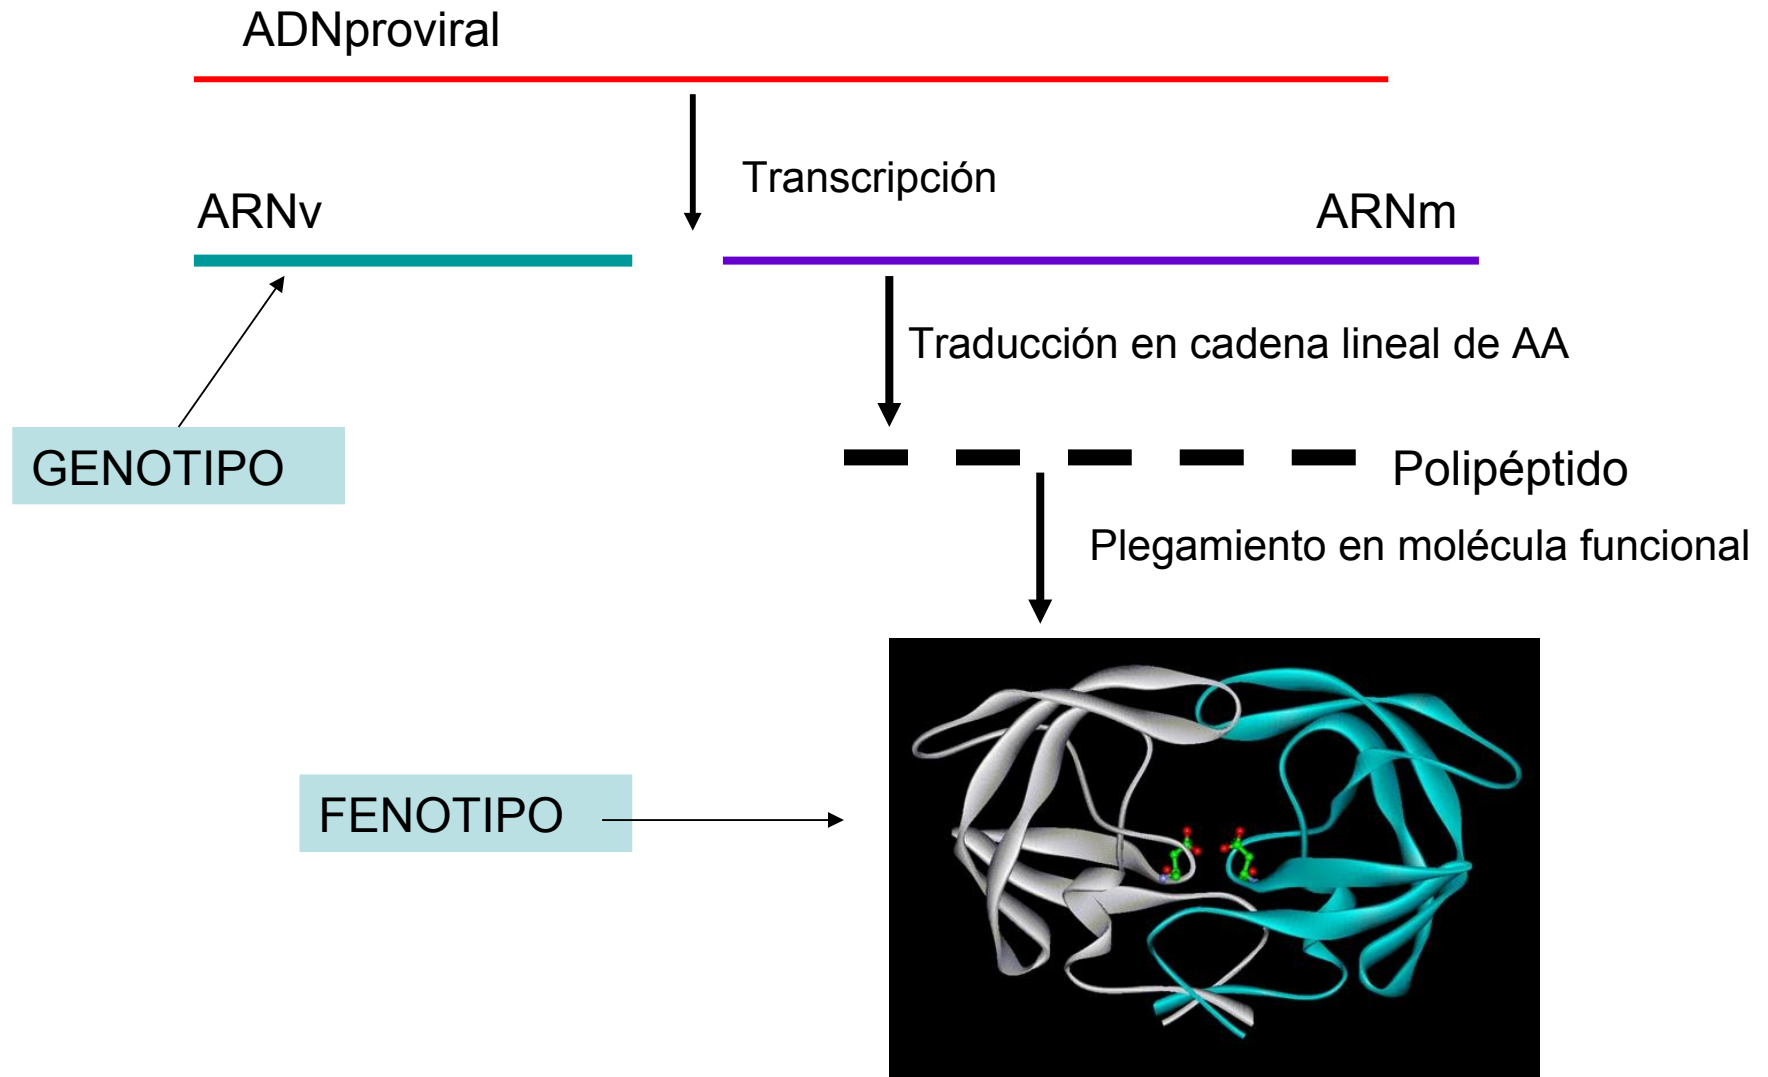 ADNproviral
Transcripción
ARNv
ARNm
Traducción en cadena lineal de AA
GENOTIPO
Polipéptido
Plegamiento en molécula funcional
FENOTIPO